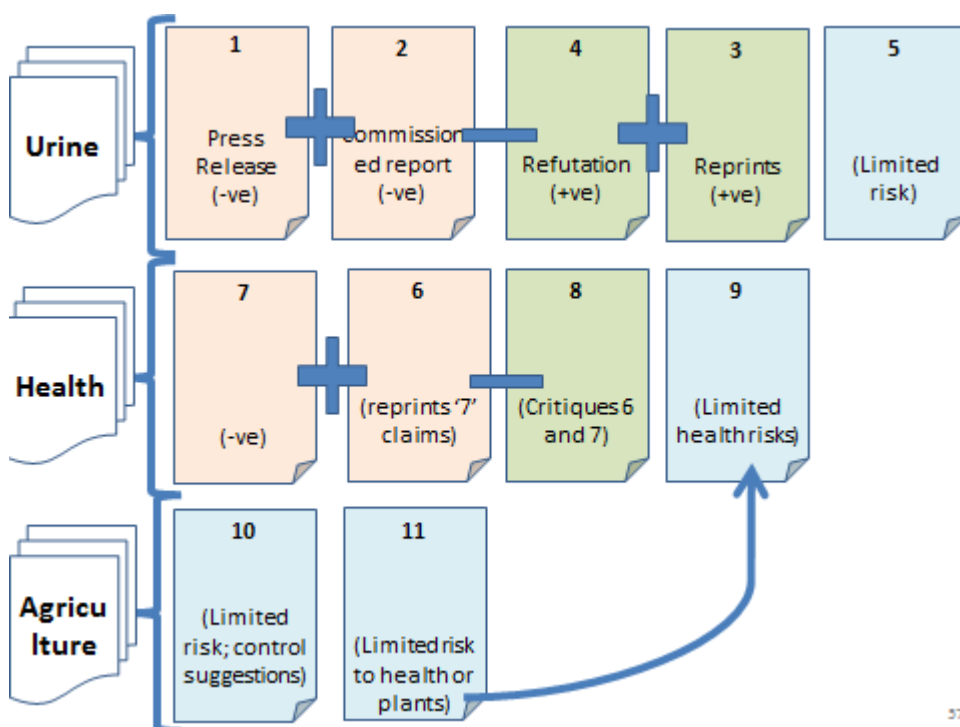 Urine
1
Press
Release
(-ve)
2
commission
ed report
(-ve)
4
Refutation
(+ve)
3
Reprints
(+ve)
5
(Limited
risk)
Health
7
(-ve)
6
(reprints ‘7’
claims)
8
(Critiques 6
and 7)
9
(Limited
health risks)
Agricu
lture
10
(Limited
risk; control
suggestions)
11
(Limited risk
to health or
plants)
57